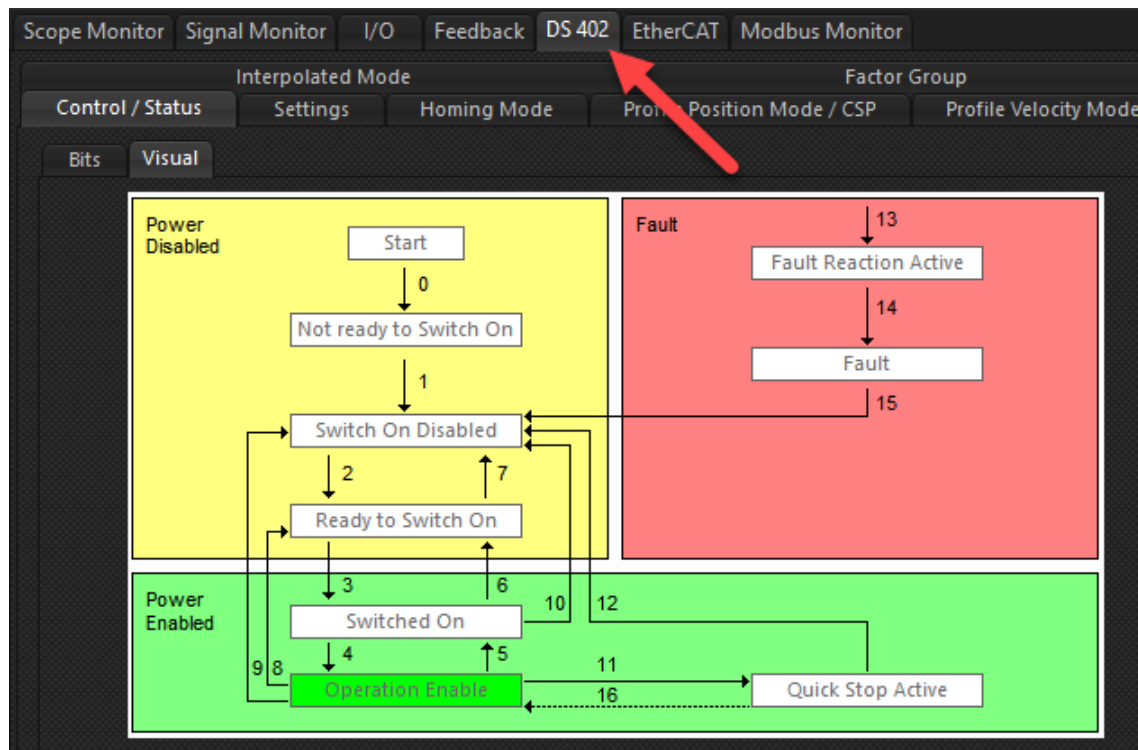 Scope Monitor Signal Monitor I/O Feedback DS 402 EtherCAT Modbus Monitor
Interpolated Mode Factor Group
Control / Status Settings Homing Mode Profile Position Mode / CSP Profile Velocity Mode
Bits Visual
Power
Disabled
Start
0
Not ready to Switch On
1
Switch On Disabled
2 7
Ready to Switch On
3 6
Fault
13
Fault Reaction Active
14
Fault
15
Power
Enabled
Switched On
10 12
4 5
9 8
Operation Enable
11
16
Quick Stop Active